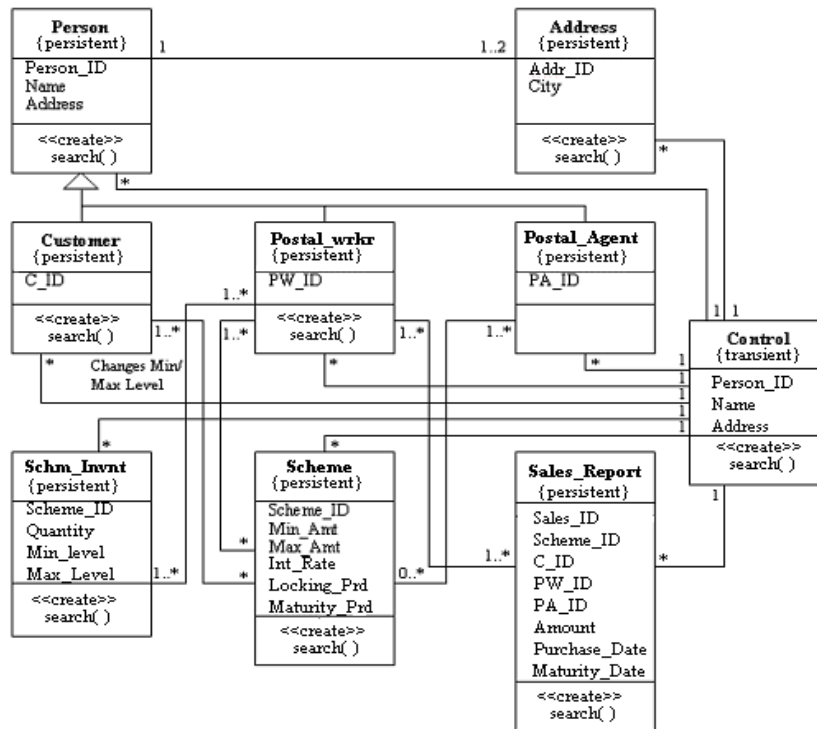 Person
{persistent}
Person_ID
Name
Address
<<create>>
search( )
1
1..2
Address
{persistent}
Addr_ID
City
<<create>>
search( )
*
*
Customer
{persistent}
C_ID
<<create>>
search( )
1..*
*
Postal_wrkr
{persistent}
PW_ID
<<create>>
search( )
1..*
1..*
1..*
*
Postal_Agent
{persistent}
PA_ID
1..*
*
1
1
Control
{transient}
Person_ID
Name
Address
<<create>>
search( )
1
1
1
1
1
1
Changes Min/
Max Level
*
Schm_Invnt
{persistent}
Scheme_ID
Quantity
Min_level
Max_Level
<<create>>
search( )
1..*
*
Scheme
{persistent}
Scheme_ID
Min_Amt
Max_Amt
Int_Rate
Locking_Prd
Maturity_Prd
<<create>>
search( )
*
*
0..*
Sales_Report
{persistent}
Sales_ID
Scheme_ID
C_ID
PW_ID
PA_ID
Amount
Purchase_Date
Maturity_Date
<<create>>
search( )
1..*
*